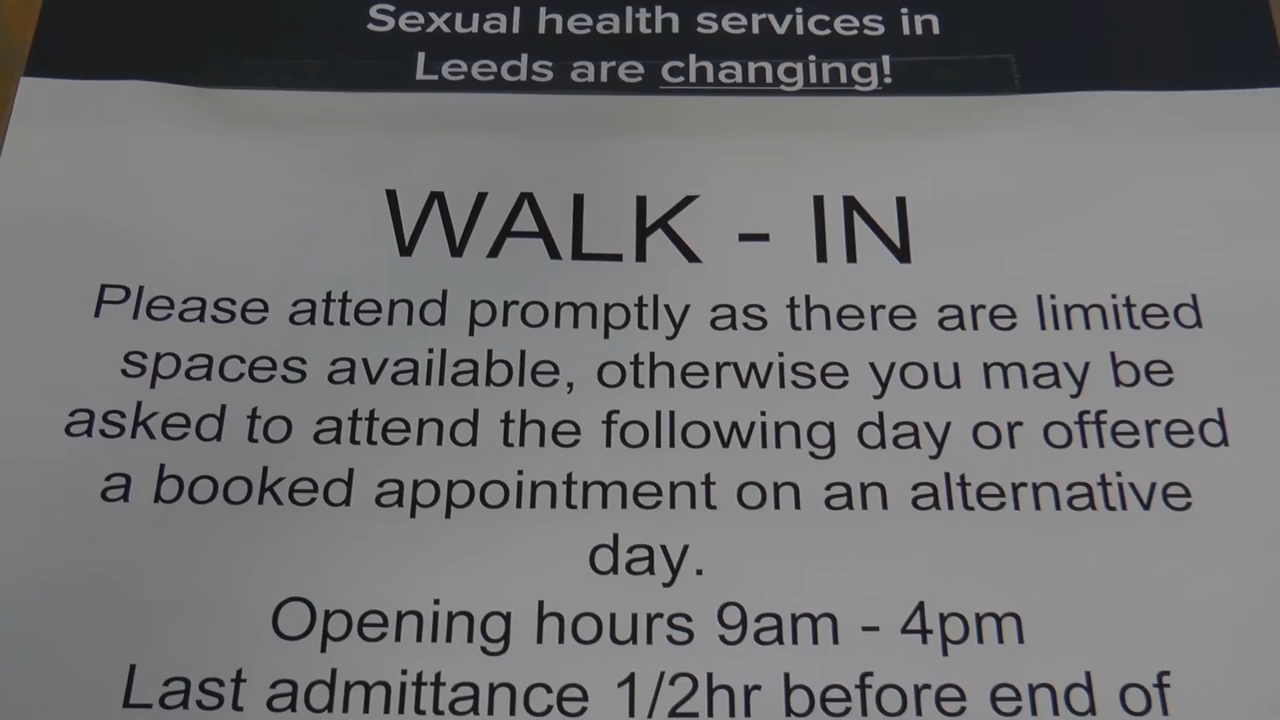 Sexual health services in
Leeds are changing!
WALK - IN
Please attend promptly as there are limited
spaces available, otherwise you may be
asked to attend the following day or offered
a booked appointment on an alternative
day.
Opening hours 9am - 4pm
Last admittance 1/2hr before end of